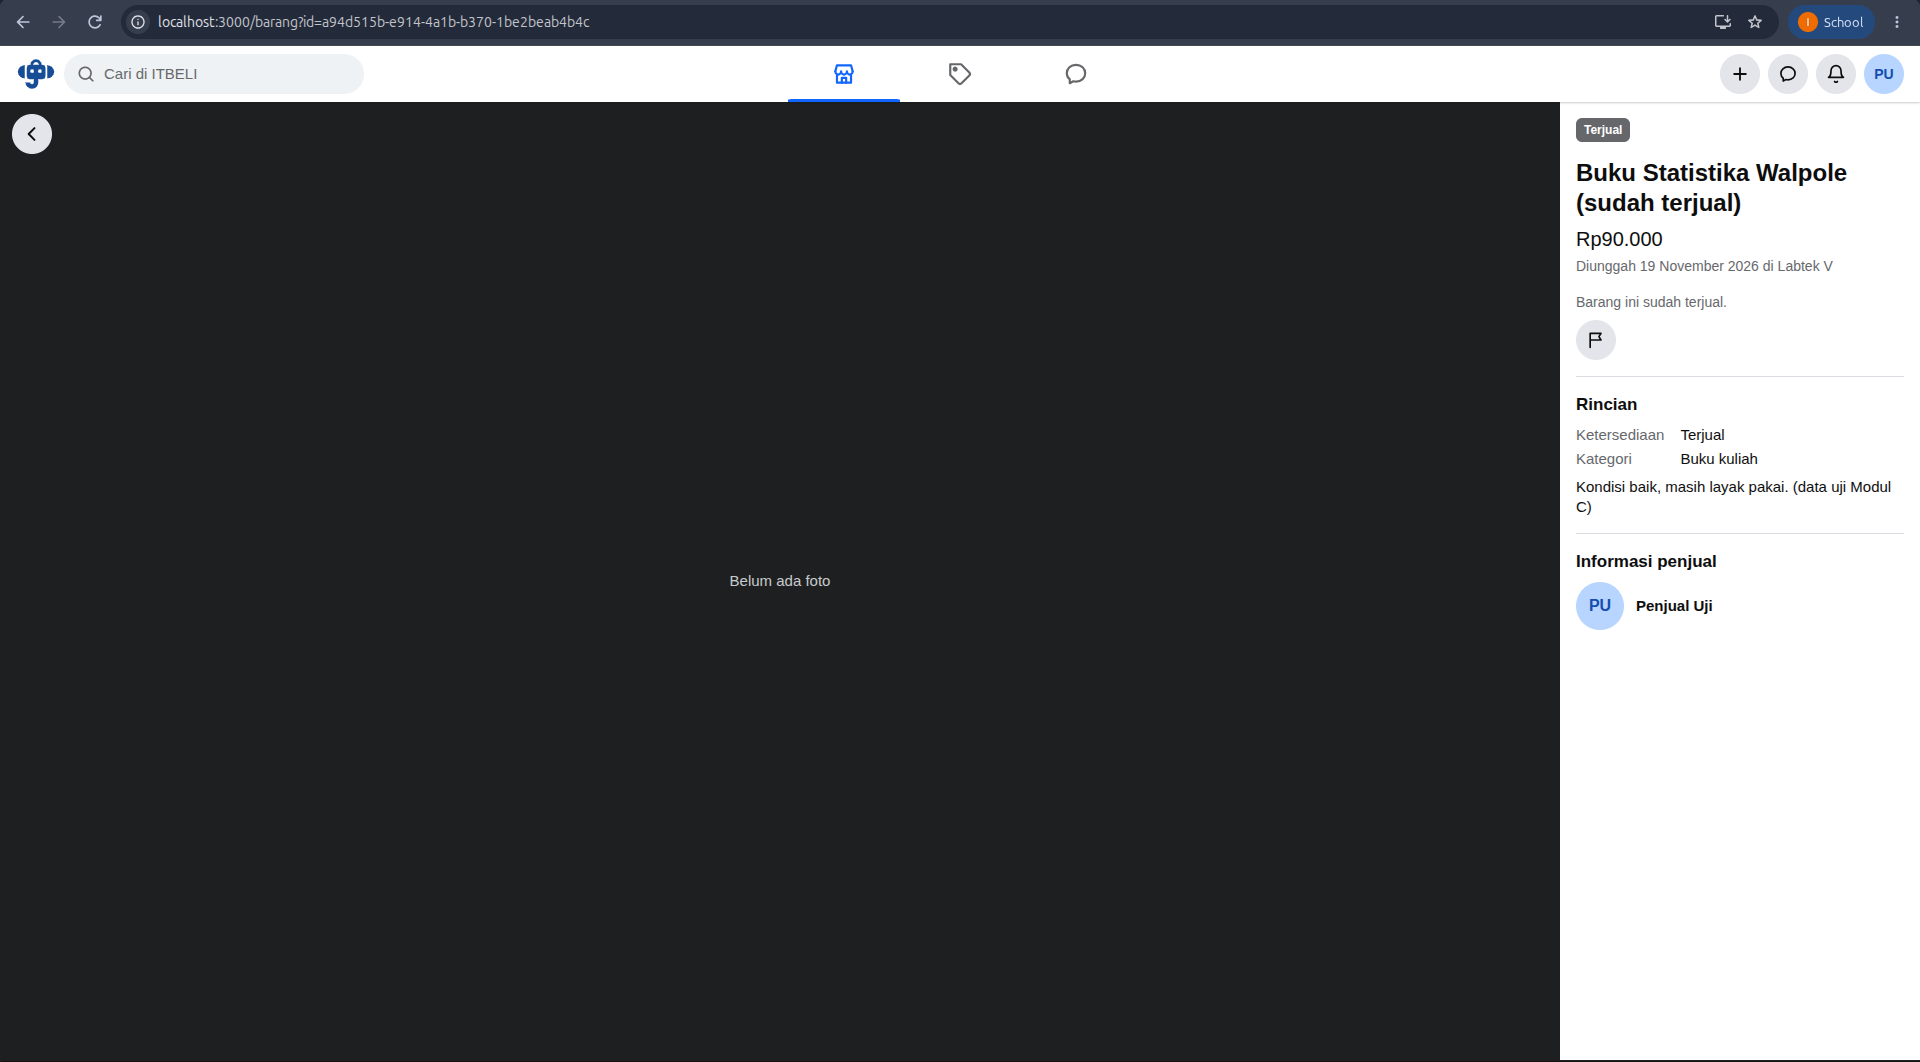 localhost:3000/barang?id=a94d515b-e914-4a1b-b370-1be2beab4b4c
I School
Cari di ITBELI
PU
Terjual
Buku Statistika Walpole
(sudah terjual)
Rp90.000
Diunggah 19 November 2026 di Labtek V
Barang ini sudah terjual.
Rincian
Ketersediaan Terjual
Kategori Buku kuliah
Kondisi baik, masih layak pakai. (data uji Modul
C)
Belum ada foto
Informasi penjual
PU Penjual Uji